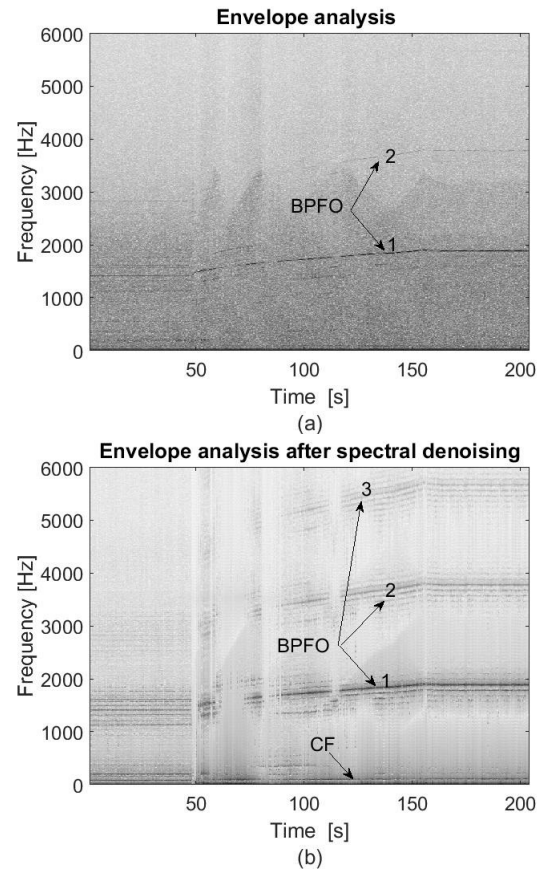 Envelope analysis
6000
5000
4000
3000
2000
1000
0
Frequency [Hz]
2
BPFO
1
50
100
150
200
Time [s]
(a)
Envelope analysis after spectral denoising
6000
5000
4000
3000
2000
1000
0
Frequency [Hz]
3
2
BPFO
1
CF
50
100
150
200
Time [s]
(b)